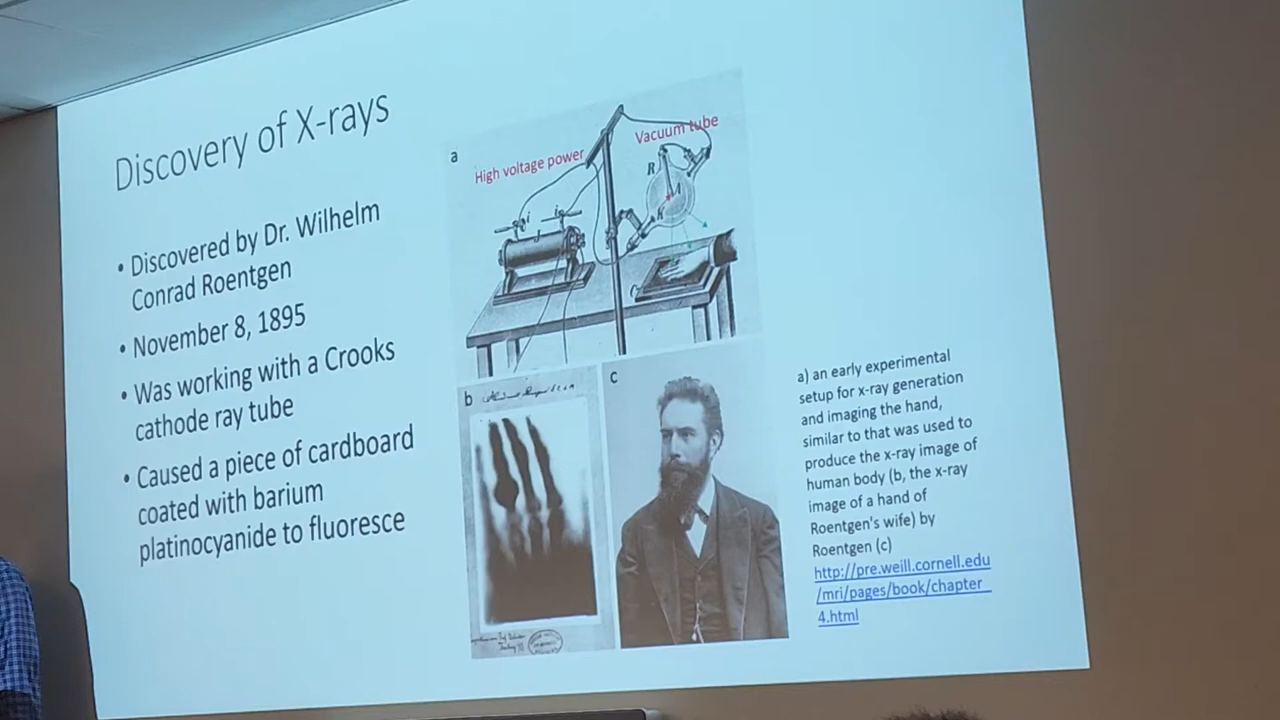 Discovery of X-rays
• Discovered by Dr. Wilhelm
Conrad Roentgen
• November 8, 1895
• Was working with a Crooks
cathode ray tube
• Caused a piece of cardboard
coated with barium
platinocyanide to fluoresce
a
High voltage power
Vacuum tube
R
A
K
i
i
C
b
c
a) an early experimental
setup for x-ray generation
and imaging the hand,
similar to that was used to
produce the x-ray image of
human body (b, the x-ray
image of a hand of
Roentgen's wife) by
Roentgen (c)
http://pre.weill.cornell.edu
/mri/pages/book/chapter_
4.html